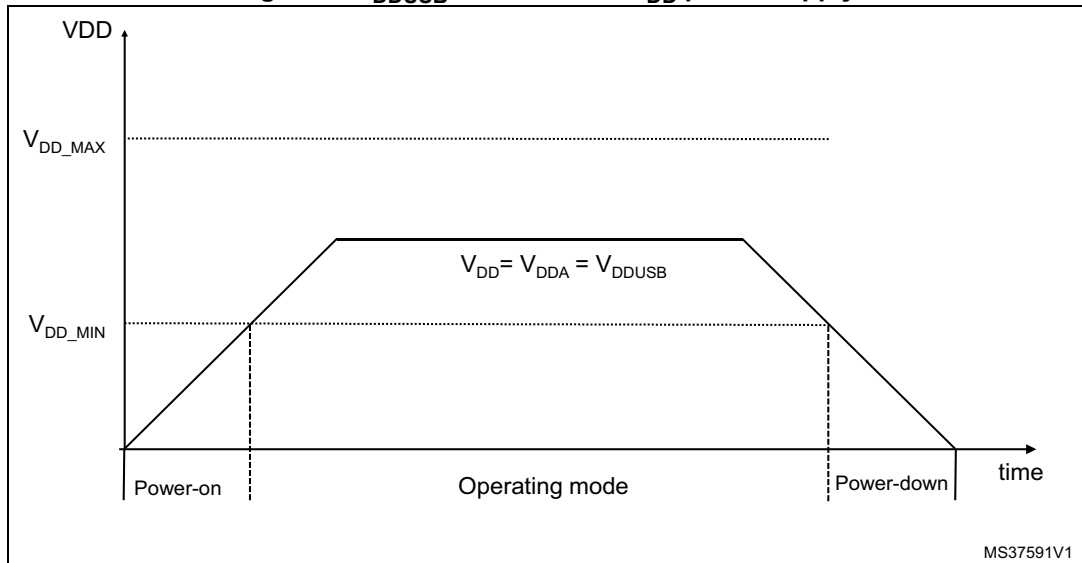 VDD
V_DD_MAX
V_DD= V_DDA = V_DDUSB
V_DD_MIN
Power-on
Operating mode
Power-down
time
MS37591V1